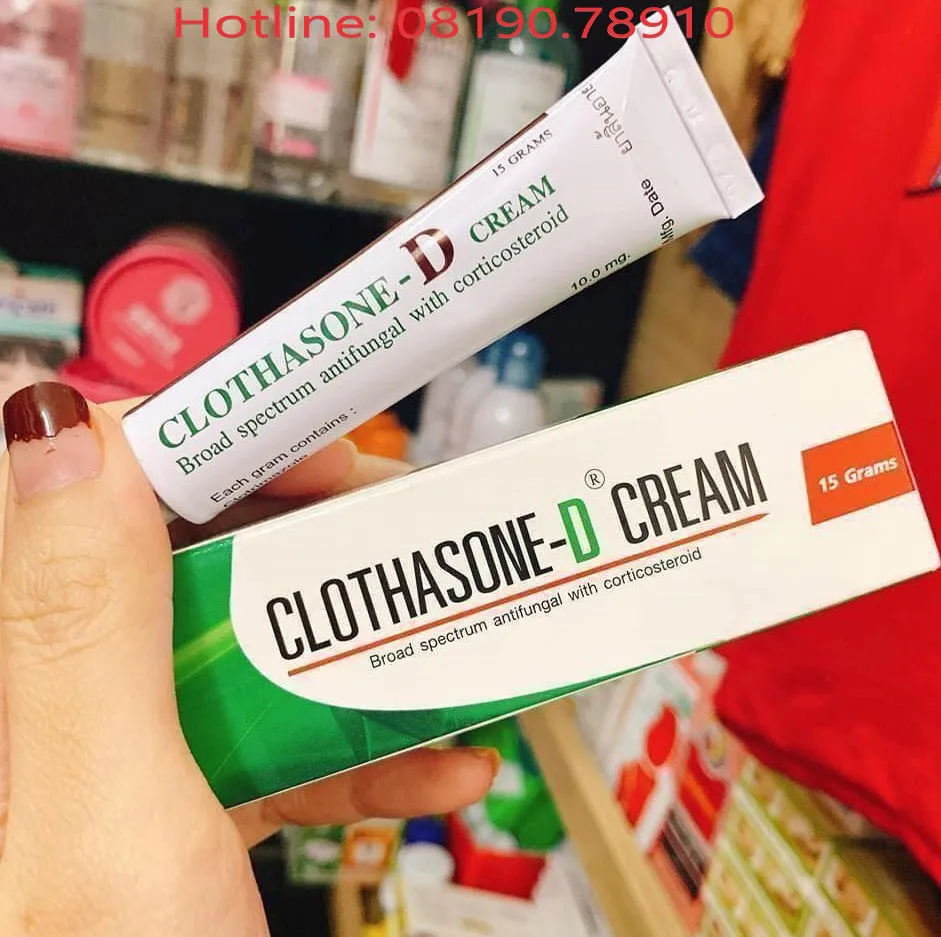 Hotline: 08190.78910
15 GRAMS
CLOTHASONE-D CREAM
Broad spectrum antifungal with corticosteroid
Each gram contains :
10.0 mg.
Mfg. Date
CLOTHASONE-D® CREAM
Broad spectrum antifungal with corticosteroid
15 Grams